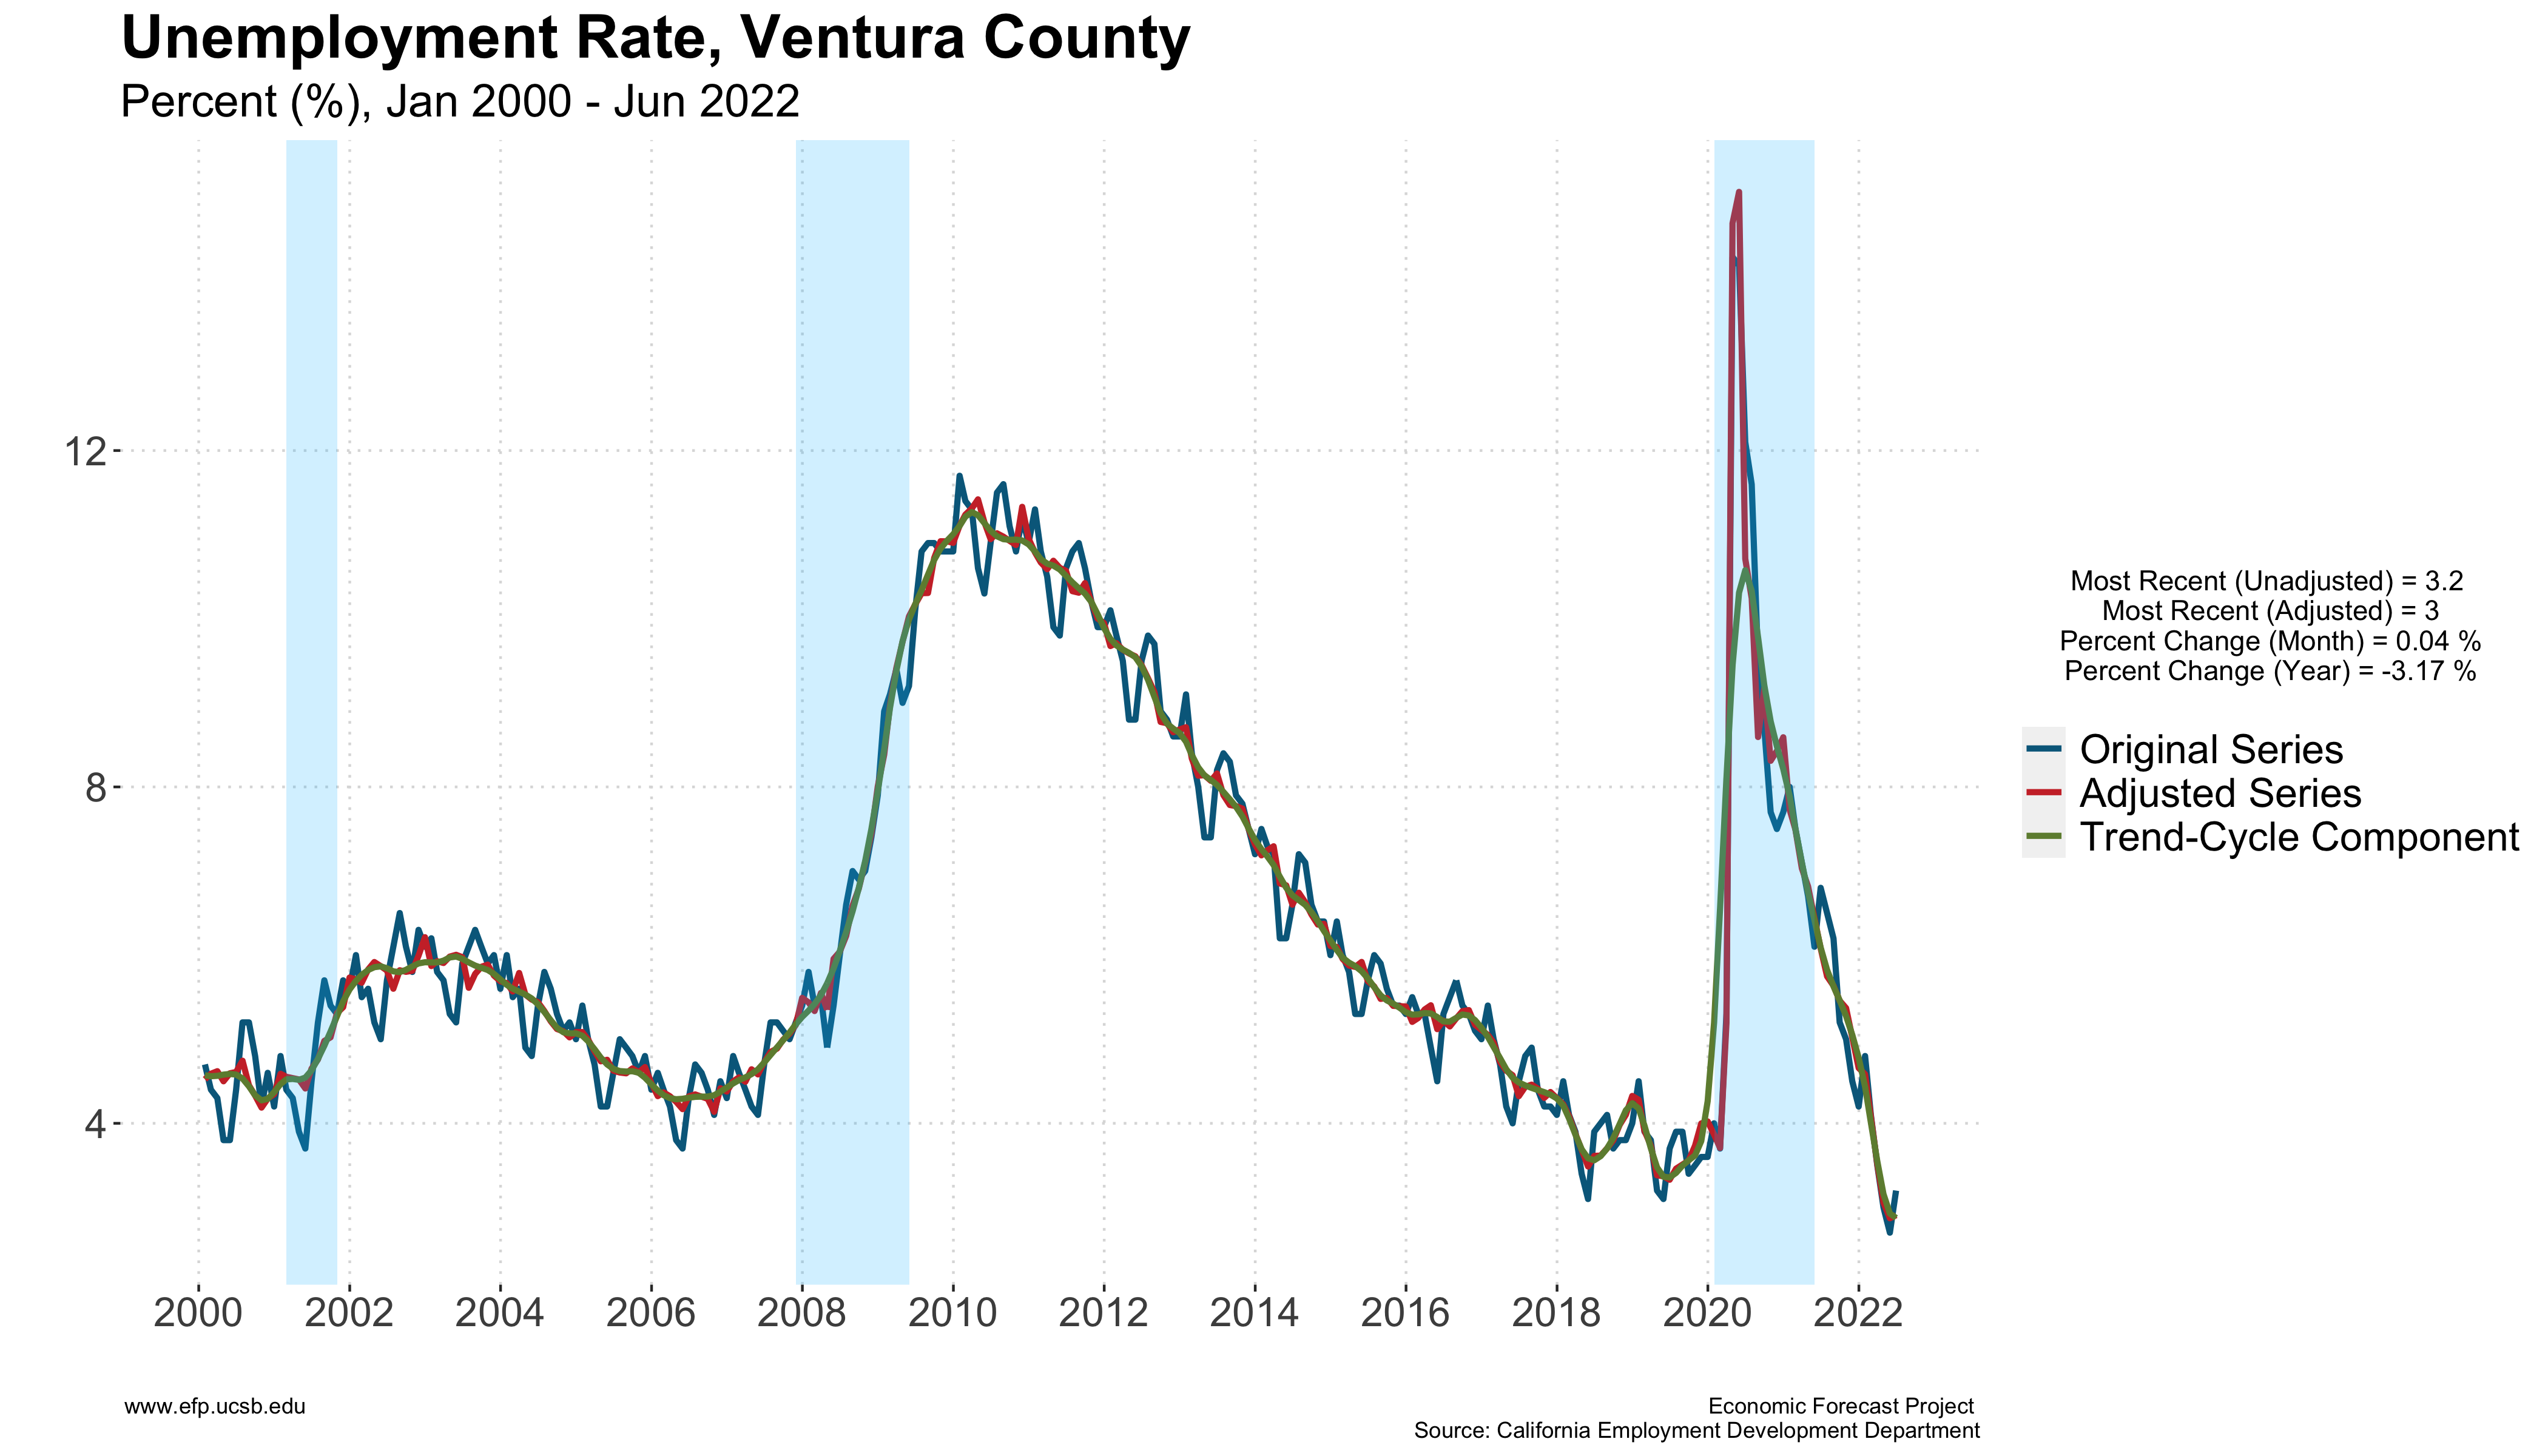 Unemployment Rate, Ventura County
Percent (%), Jan 2000 - Jun 2022
12
8
4
2000 2002 2004 2006 2008 2010 2012 2014 2016 2018 2020 2022
Most Recent (Unadjusted) = 3.2
Most Recent (Adjusted) = 3
Percent Change (Month) = 0.04 %
Percent Change (Year) = -3.17 %
Original Series
Adjusted Series
Trend-Cycle Component
www.efp.ucsb.edu
Economic Forecast Project
Source: California Employment Development Department